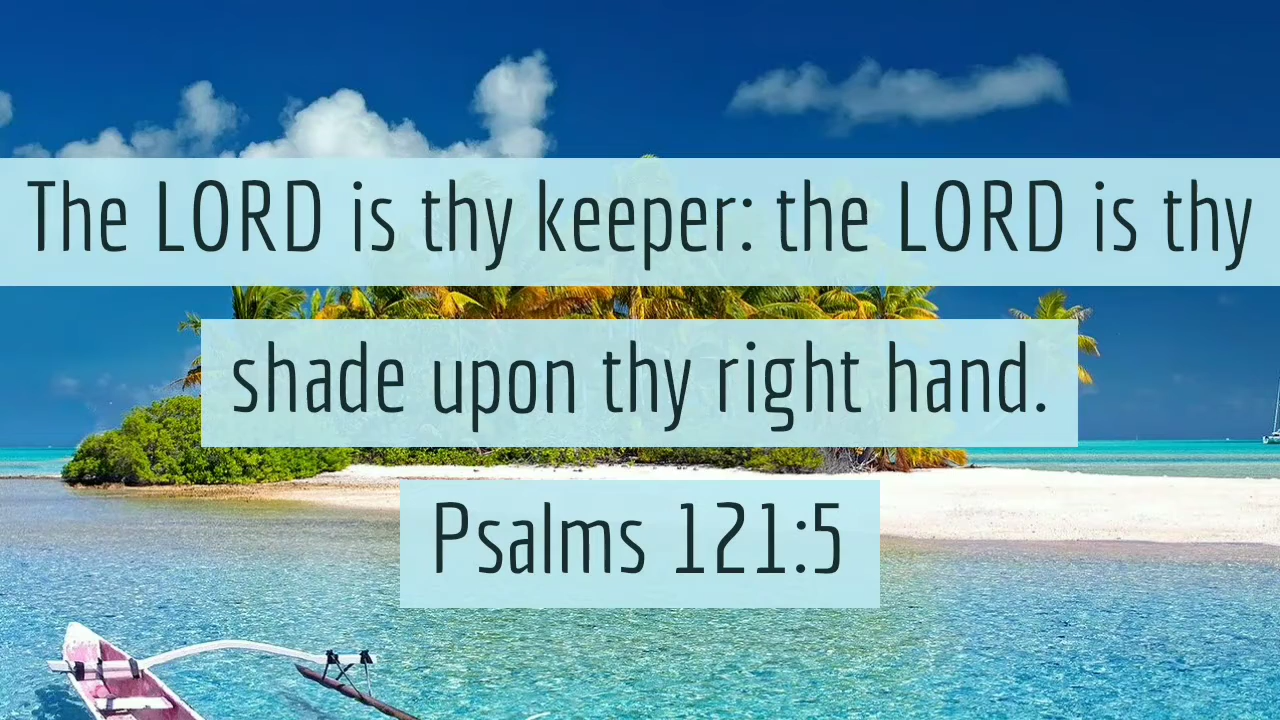 The LORD is thy keeper: the LORD is thy
shade upon thy right hand.
Psalms 121:5